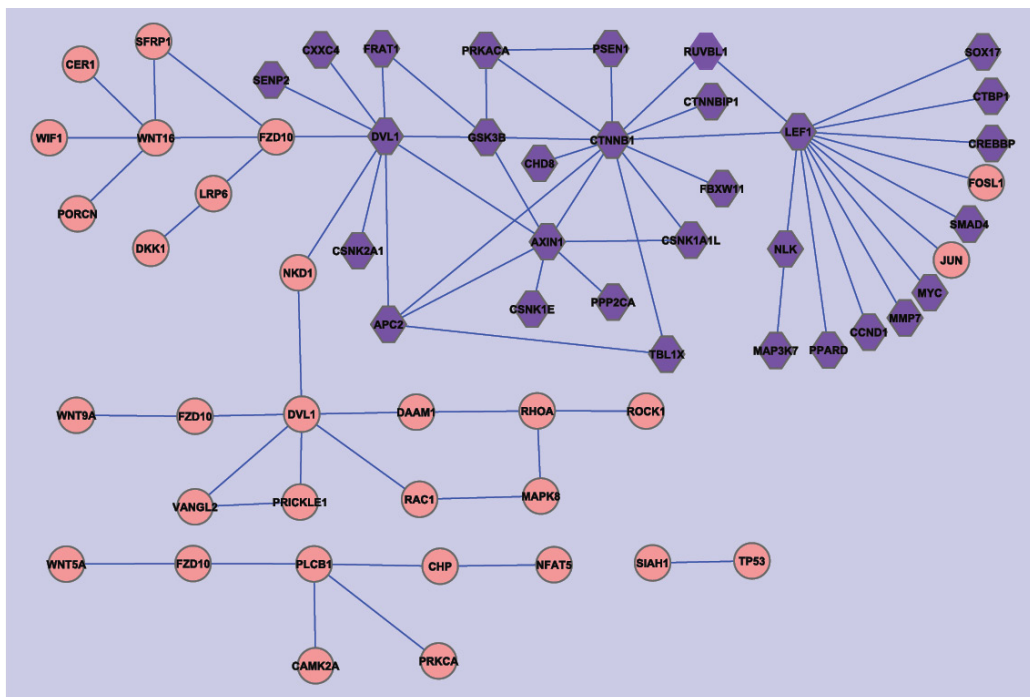 SFRP1
CXXC4
FRAT1
PRKACA
PSEN1
RUVBL1
SOX17
CER1
SENP2
CTNNBIP1
CTBP1
WIF1
WNT16
FZD10
DVL1
GSK3B
CTNNB1
LEF1
CREBBP
CHD8
FBXW11
FOSL1
LRP6
PORCN
SMAD4
DKK1
CSNK2A1
AXIN1
CSNK1A1L
NLK
JUN
NKD1
MYC
CSNK1E
PPP2CA
MMP7
APC2
CCND1
TBL1X
MAP3K7
PPARD
WNT9A
FZD10
DVL1
DAAM1
RHOA
ROCK1
VANGL2
PRICKLE1
RAC1
MAPK8
WNT5A
FZD10
PLCB1
CHP
NFAT5
SIAH1
TP53
CAMK2A
PRKCA